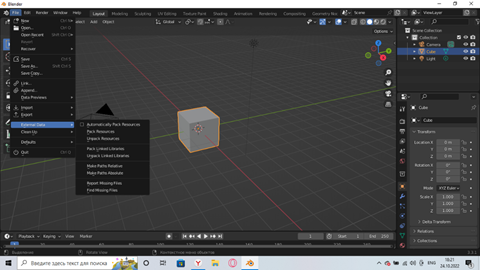 Blender
File Edit Render Window Help Layout Modeling Sculpting UV Editing Texture Paint Shading Animation
Scene ViewLayer
New
Open...
Open Recent
Revert
Recover
Save
Save As...
Save Copy...
Link...
Append...
Data Previews
Import
Export
External Data
Clean Up
Defaults
Quit
Automatically Pack Resources
Pack Resources
Unpack Resources
Pack Linked Libraries
Unpack Linked Libraries
Make Paths Relative
Make Paths Absolute
Report Missing Files
Find Missing Files
Add Object
Global
Options
Scene Collection
Collection
Camera
Cube
Light
Cube
Cube
Transform
Location X 0 m
Y 0 m
Z 0 m
Rotation X 0°
Y 0°
Z 0°
Mode XYZ Euler
Scale X 1.000
Y 1.000
Z 1.000
Delta Transform
Relations
Collections
Playback Keying View Marker
1 Start 1 End 250
Введите здесь текст для поиска
ENG 18:21
24.10.2022